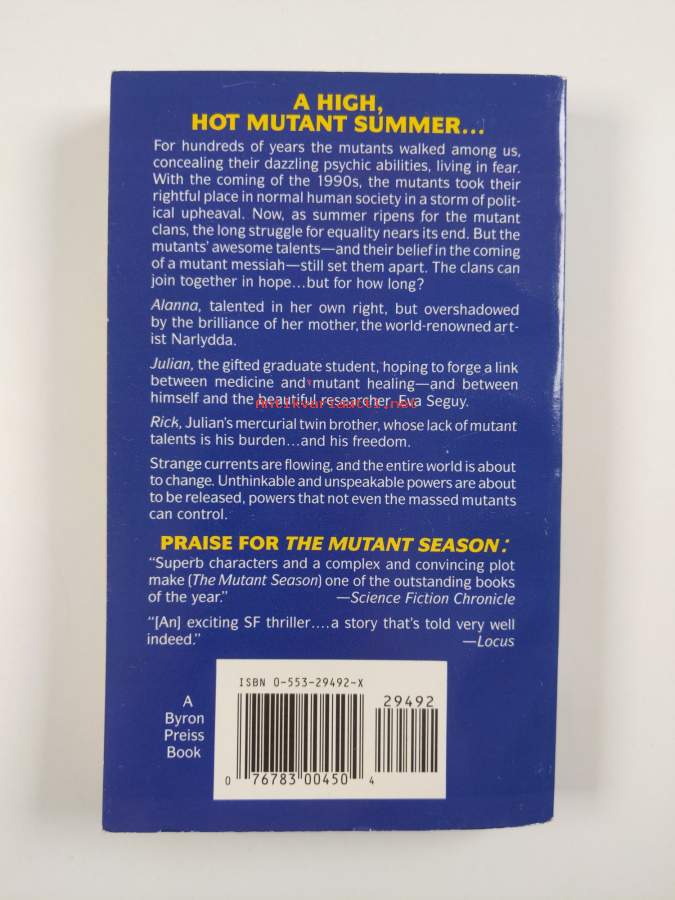 A HIGH,
HOT MUTANT SUMMER...
For hundreds of years the mutants walked among us,
concealing their dazzling psychic abilities, living in fear.
With the coming of the 1990s, the mutants took their
rightful place in normal human society in a storm of polit-
ical upheaval. Now, as summer ripens for the mutant
clans, the long struggle for equality nears its end. But the
mutants' awesome talents—and their belief in the coming
of a mutant messiah—still set them apart. The clans can
join together in hope...but for how long?
Alanna, talented in her own right, but overshadowed
by the brilliance of her mother, the world-renowned art-
ist Narlydda.
Julian, the gifted graduate student, hoping to forge a link
between medicine and mutant healing—and between
himself and the beautiful researcher, Eva Seguy.
antikvariaatti.net
Rick, Julian's mercurial twin brother, whose lack of mutant
talents is his burden...and his freedom.
Strange currents are flowing, and the entire world is about
to change. Unthinkable and unspeakable powers are about
to be released, powers that not even the massed mutants
can control.
PRAISE FOR THE MUTANT SEASON:
“Superb characters and a complex and convincing plot
make (The Mutant Season) one of the outstanding books
of the year.” —Science Fiction Chronicle
“[An] exciting SF thriller....a story that's told very well
indeed.” —Locus
A
Byron
Preiss
Book
ISBN 0-553-29492-X
29492
0 76783 00450 4